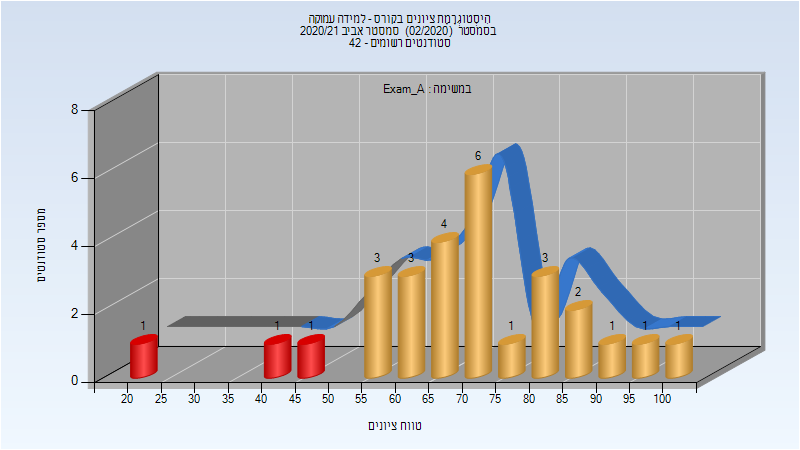 היסטוגרמת ציונים בקורס - למידה עמוקה
בסמסטר (02/2020) סמסטר אביב 2020/21
סטודנטים רשומים - 42
במשימה : Exam_A
מספר סטודנטים
8
6
4
2
0
1
1
1
3
3
4
6
1
3
2
1
1
1
20 25 30 35 40 45 50 55 60 65 70 75 80 85 90 95 100
טווח ציונים